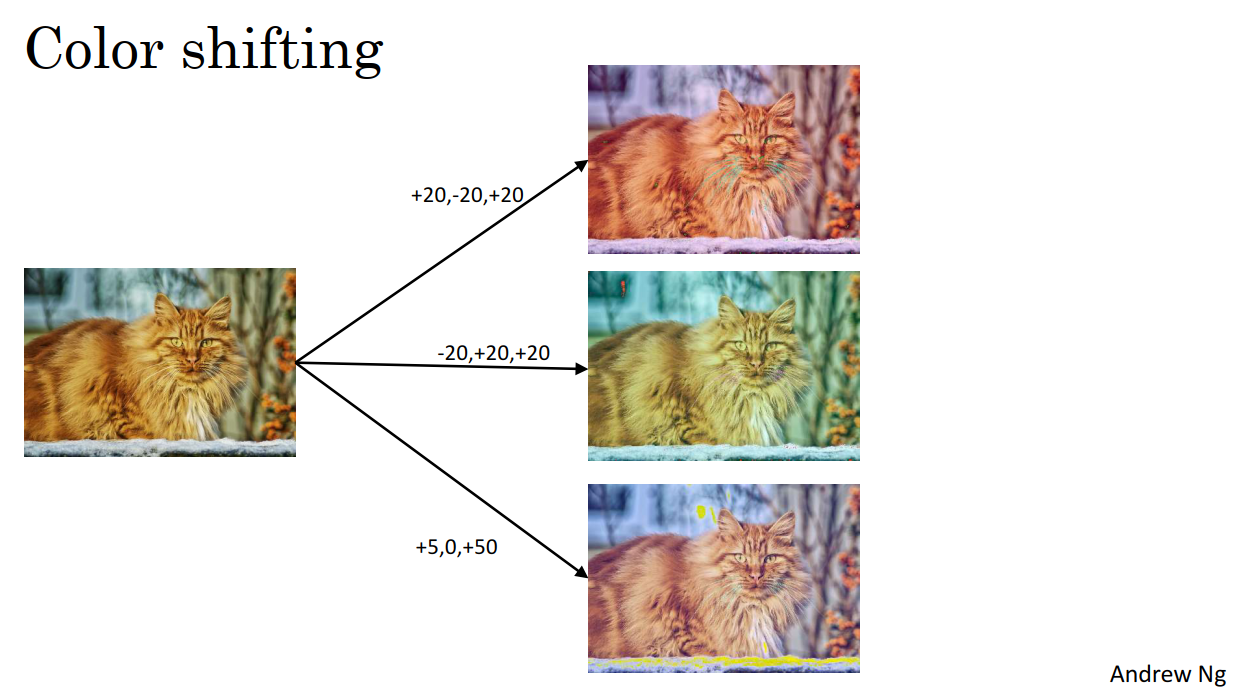 Color shifting
+20,-20,+20
-20,+20,+20
+5,0,+50
Andrew Ng